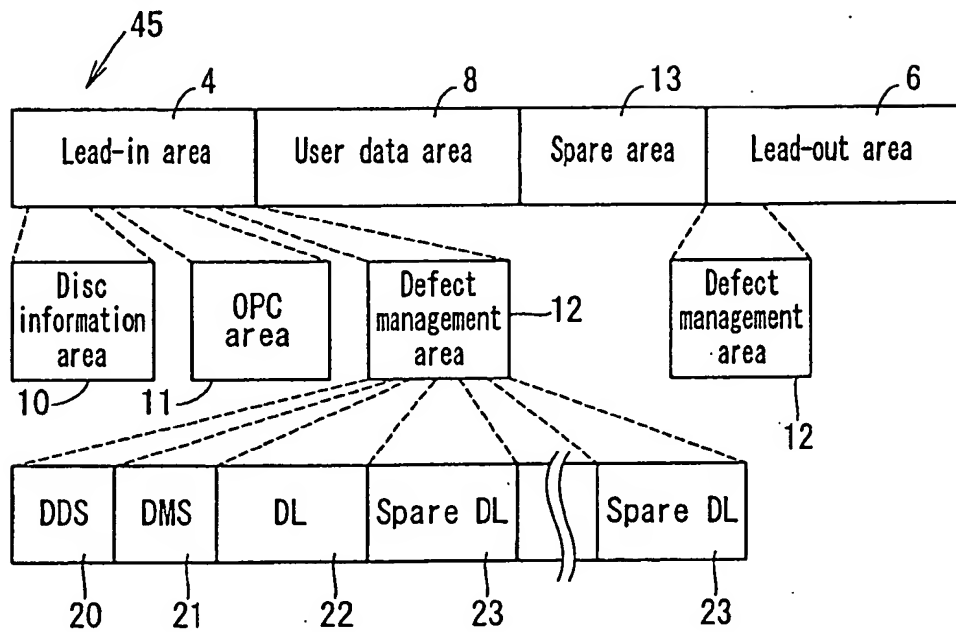 45
4
8
13
6
Lead-in area
User data area
Spare area
Lead-out area
Disc
information
area
OPC
area
Defect
management
area
12
Defect
management
area
10
11
12
DDS
DMS
DL
Spare DL
Spare DL
20
21
22
23
23